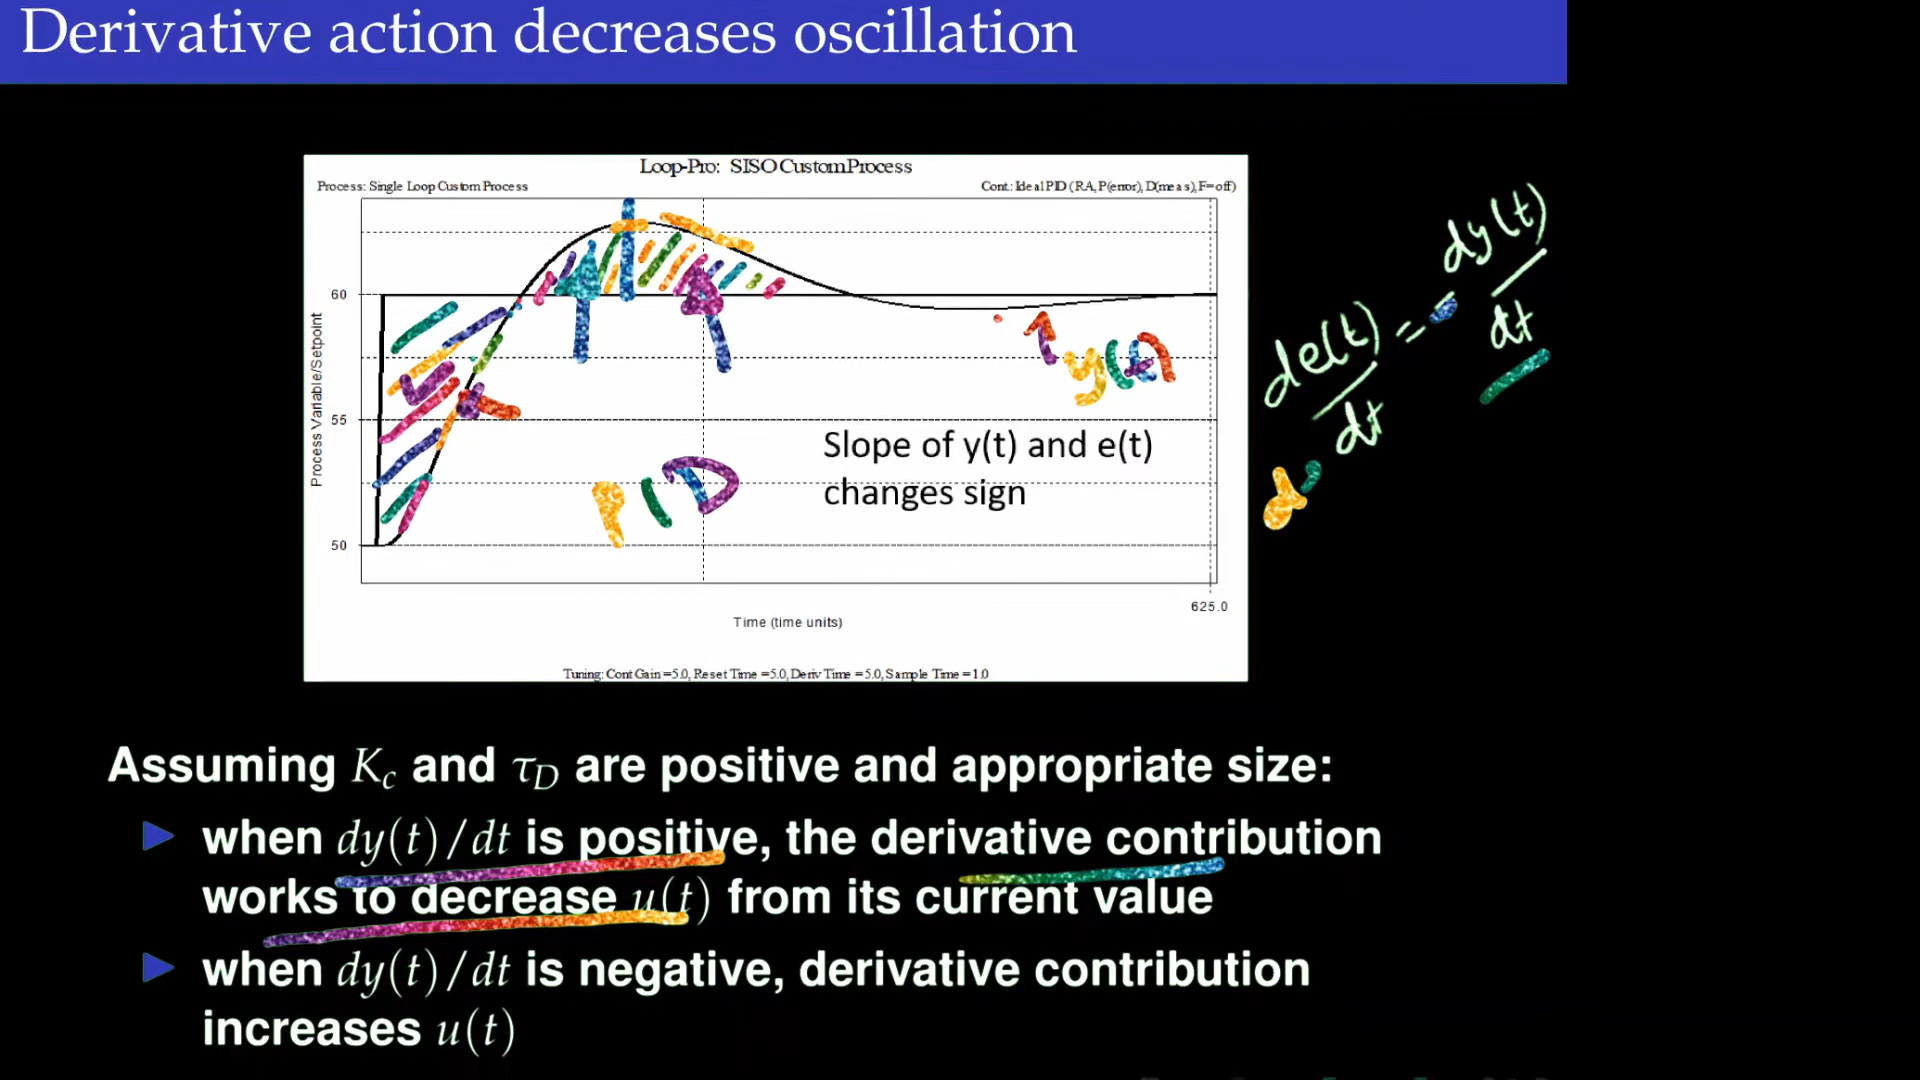 Derivative action decreases oscillation
Loop-Pro: SISO Custom Process
Process: Single Loop Custom Process
Cont.: Ideal PID (RA, P(error), D(meas), F=off)
Process Variable/Setpoint
60
55
50
y(t)
PID
Slope of y(t) and e(t)
changes sign
625.0
Time (time units)
Tuning: Cont Gain =5.0, Reset Time =5.0, Deriv Time =5.0, Sample Time =1.0
de(t)/dt = - dy(t)/dt
Assuming K_c and τ_D are positive and appropriate size:
when dy(t)/dt is positive, the derivative contribution
works to decrease u(t) from its current value
when dy(t)/dt is negative, derivative contribution
increases u(t)